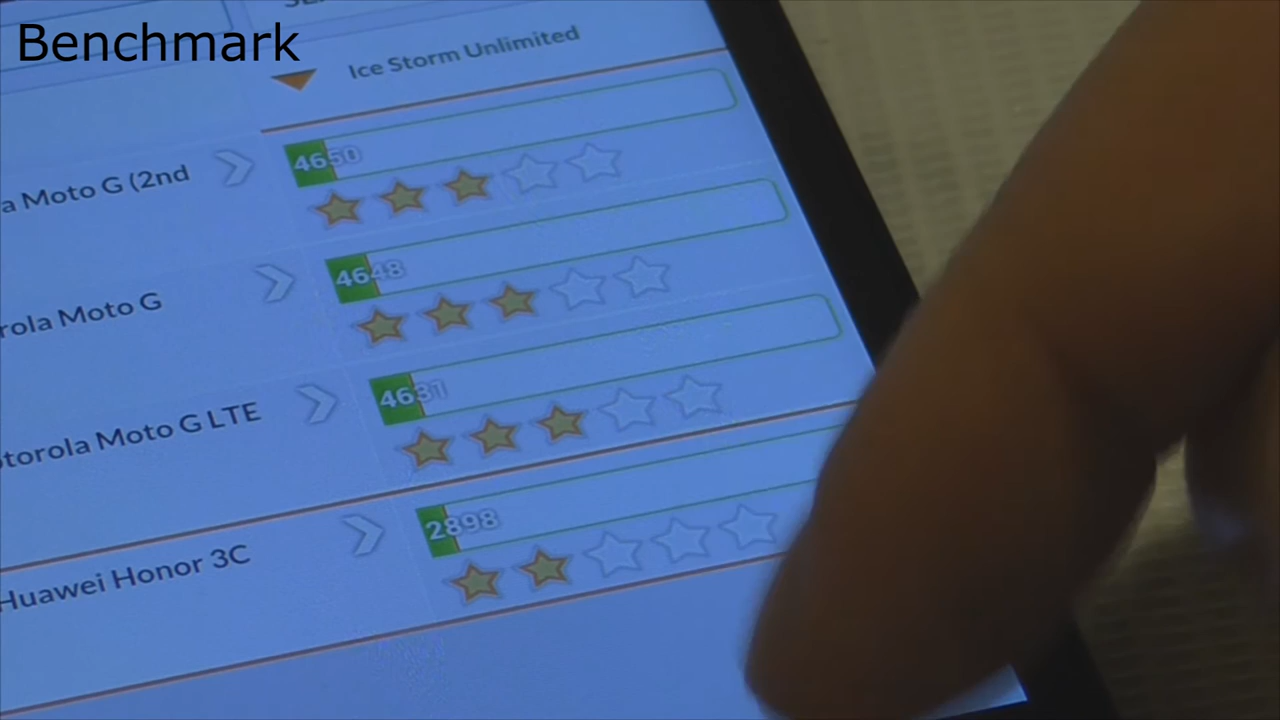 Benchmark
Ice Storm Unlimited
a Moto G (2nd
4650
rola Moto G
4648
torola Moto G LTE
4631
Huawei Honor 3C
2898